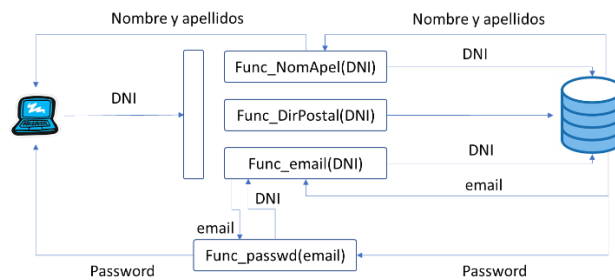 Nombre y apellidos
Nombre y apellidos
Func_NomApel(DNI)
DNI
DNI
Func_DirPostal(DNI)
Func_email(DNI)
DNI
email
DNI
email
Func_passwd(email)
Password
Password